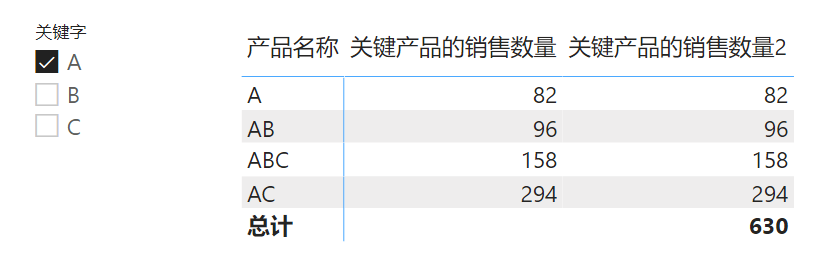 关键字
A
B
C
产品名称 关键产品的销售数量 关键产品的销售数量2
A 82 82
AB 96 96
ABC 158 158
AC 294 294
总计 630